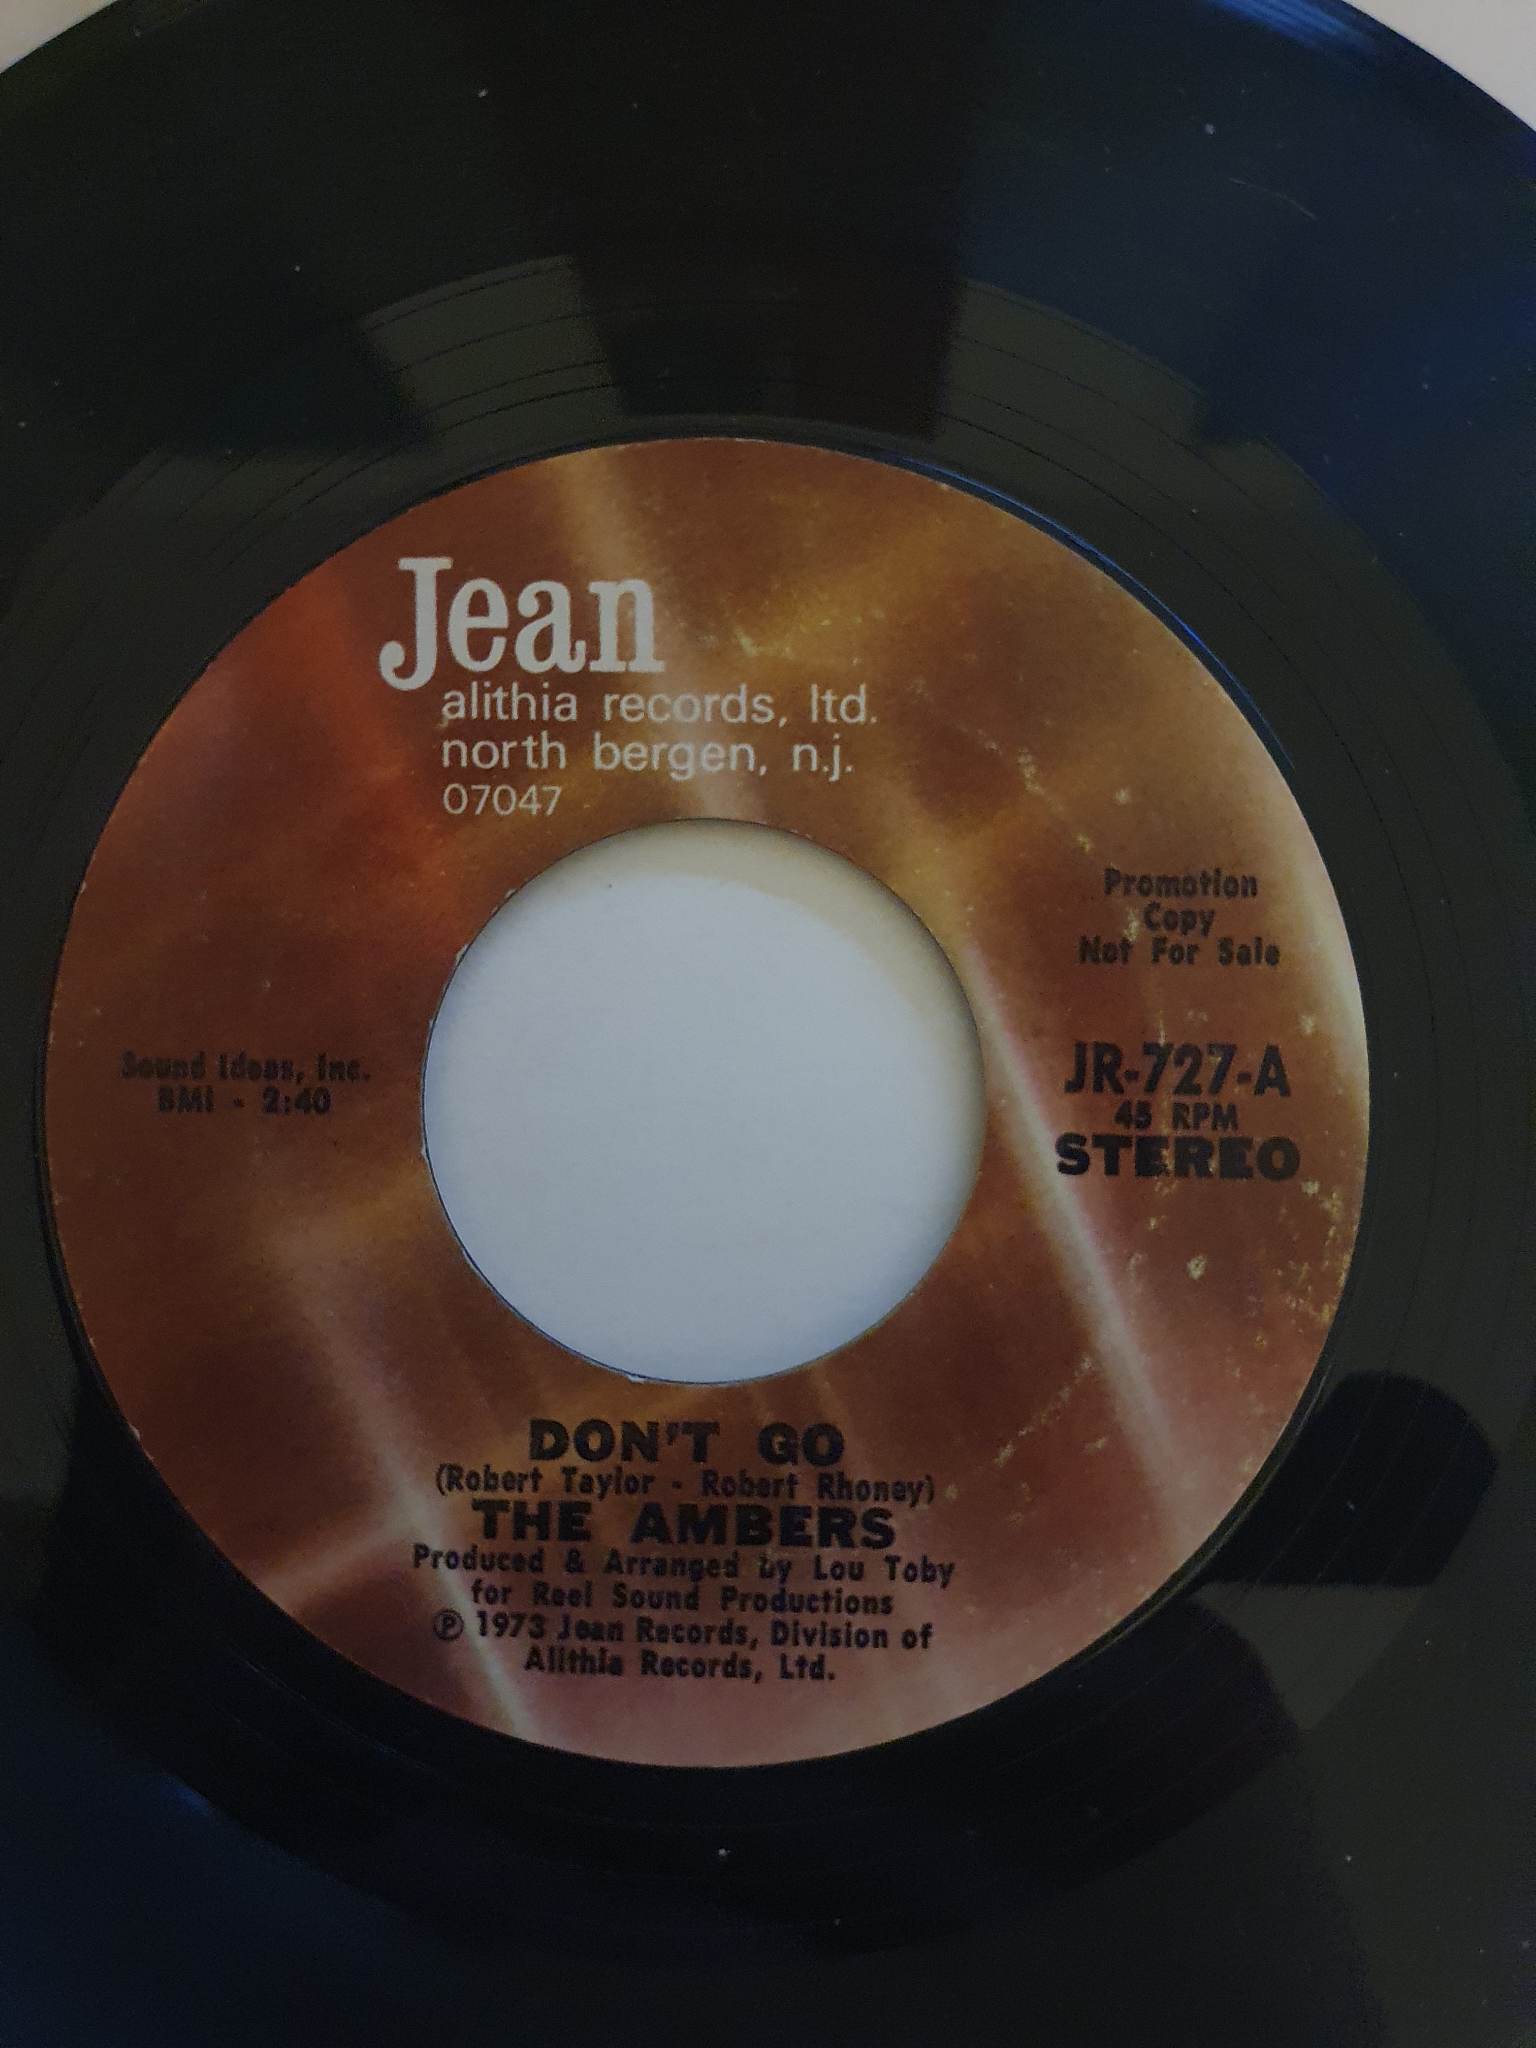 Jean
alithia records, ltd.
north bergen, n.j.
07047
Promotion
Copy
Not For Sale
Sound Ideas, Inc.
BMI - 2:40
JR-727-A
45 RPM
STEREO
DON'T GO
(Robert Taylor - Robert Rhoney)
THE AMBERS
Produced & Arranged by Lou Toby
for Reel Sound Productions
℗ 1973 Jean Records, Division of
Alithia Records, Ltd.